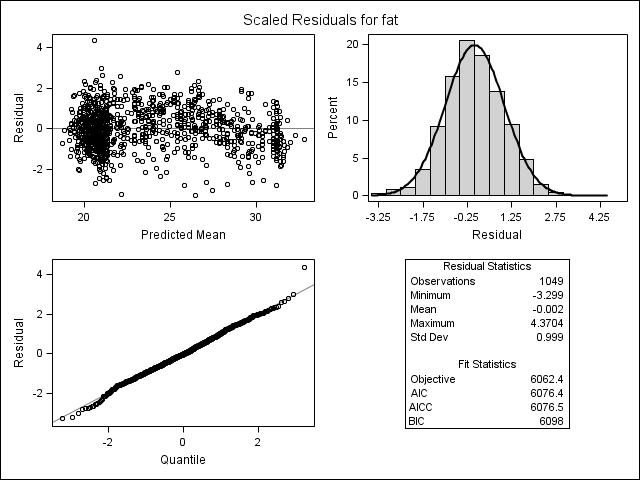 Scaled Residuals for fat
4
2
0
-2
Residual
20
25
30
Predicted Mean
20
15
10
5
0
Percent
-3.25
-1.75
-0.25
1.25
2.75
4.25
Residual
4
2
0
-2
Residual
-2
0
2
Quantile
Residual Statistics
Observations 1049
Minimum -3.299
Mean -0.002
Maximum 4.3704
Std Dev 0.999
Fit Statistics
Objective 6062.4
AIC 6076.4
AICC 6076.5
BIC 6098